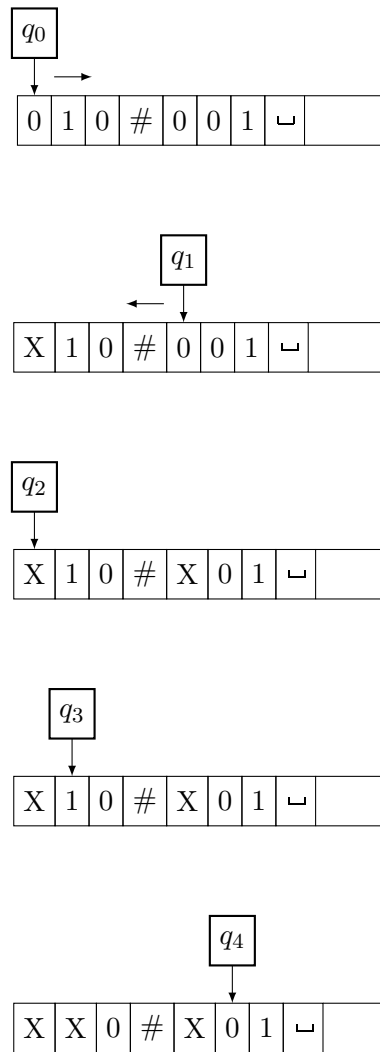 q₀
0 1 0 # 0 0 1 ␣
q₁
X 1 0 # 0 0 1 ␣
q₂
X 1 0 # X 0 1 ␣
q₃
X 1 0 # X 0 1 ␣
q₄
X X 0 # X 0 1 ␣